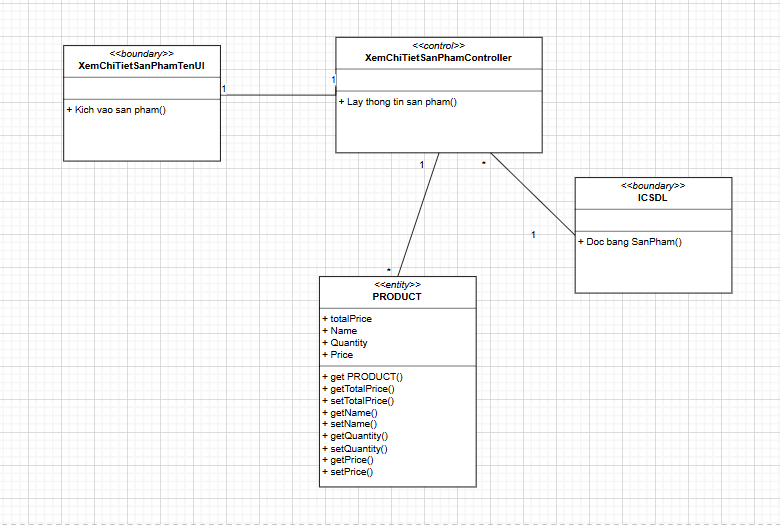 <<boundary>>
XemChiTietSanPhamTenUI
+ Kich vao san pham()
1
1
<<control>>
XemChiTietSanPhamController
+ Lay thong tin san pham()
1
*
*
1
<<boundary>>
ICSDL
+ Doc bang SanPham()
<<entity>>
PRODUCT
+ totalPrice
+ Name
+ Quantity
+ Price
+ get PRODUCT()
+ getTotalPrice()
+ setTotalPrice()
+ getName()
+ setName()
+ getQuantity()
+ setQuantity()
+ getPrice()
+ setPrice()